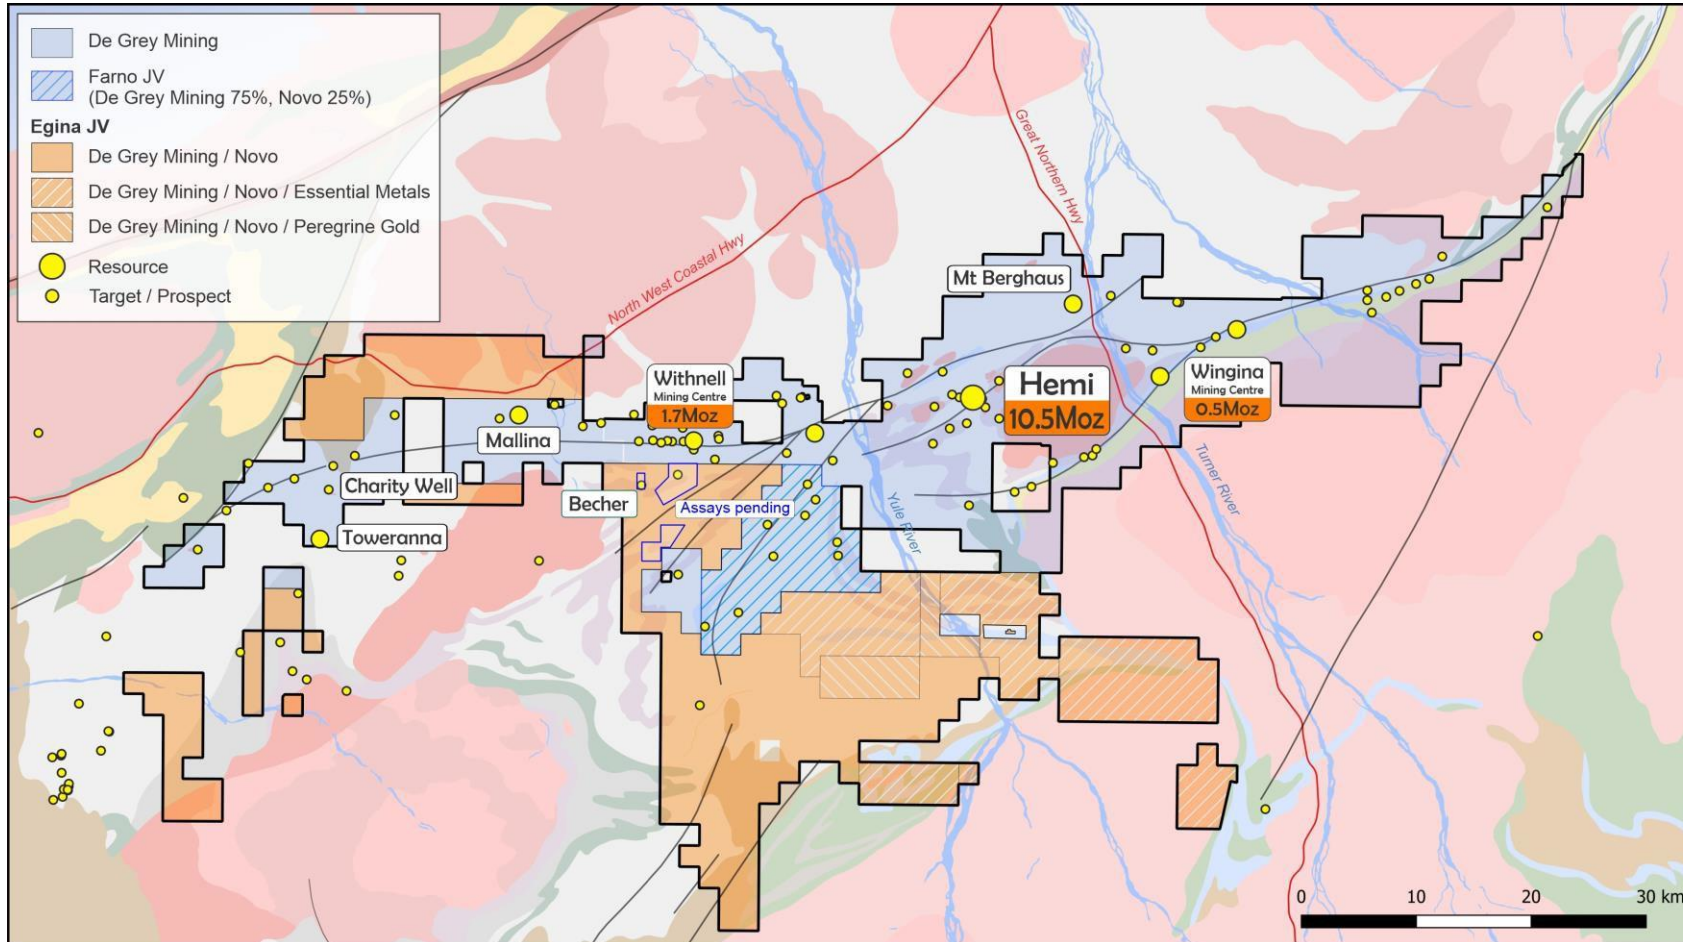 De Grey Mining
Farno JV
(De Grey Mining 75%, Novo 25%)
Egina JV
De Grey Mining / Novo
De Grey Mining / Novo / Essential Metals
De Grey Mining / Novo / Peregrine Gold
Resource
Target / Prospect
North West Coastal Hwy
Great Northern Hwy
Mt Berghaus
Withnell
Mining Centre
1.7Moz
Hemi
10.5Moz
Wingina
Mining Centre
0.5Moz
Mallina
Charity Well
Becher
Assays pending
Toweranna
Yule River
Turner River
0 10 20 30 km